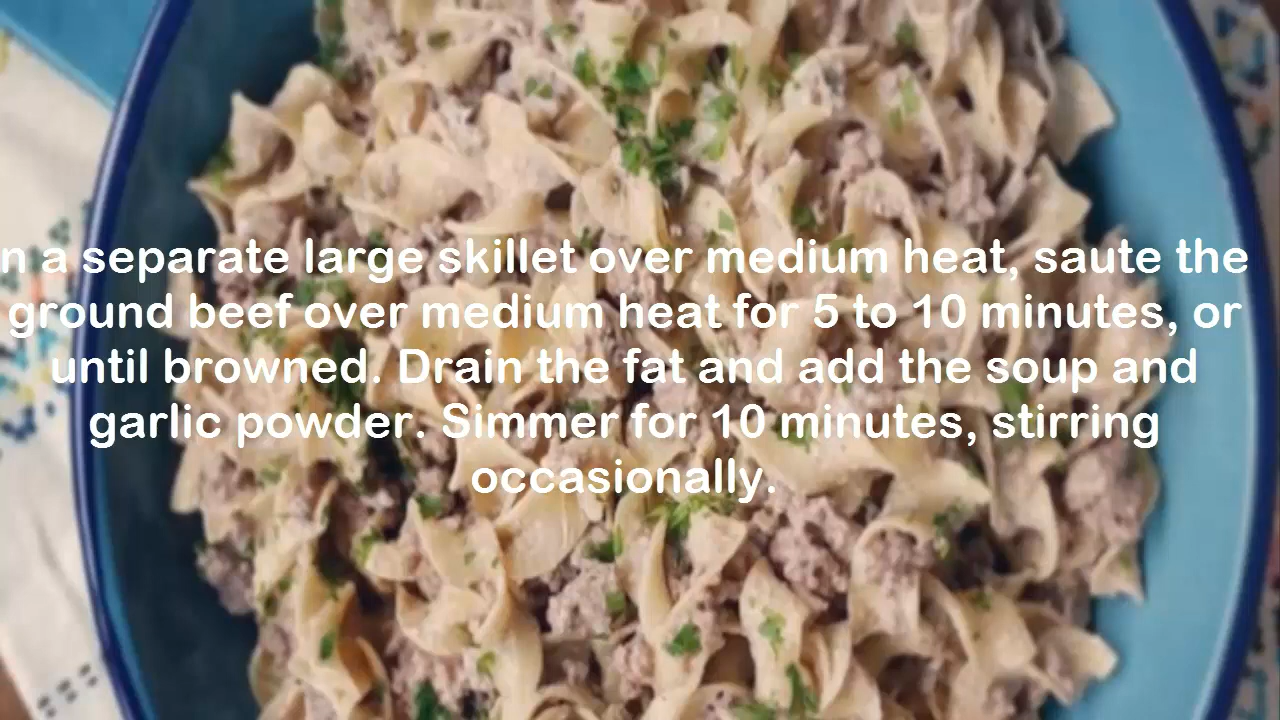 n a separate large skillet over medium heat, saute the
ground beef over medium heat for 5 to 10 minutes, or
until browned. Drain the fat and add the soup and
garlic powder. Simmer for 10 minutes, stirring
occasionally.